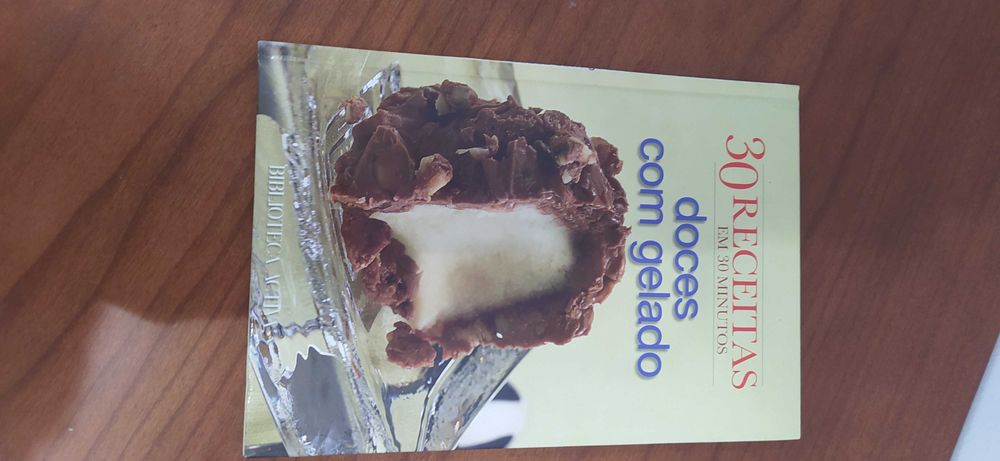 30 RECEITAS
EM 30 MINUTOS
doces
com gelado
BIBLIOTECA ACTIVA